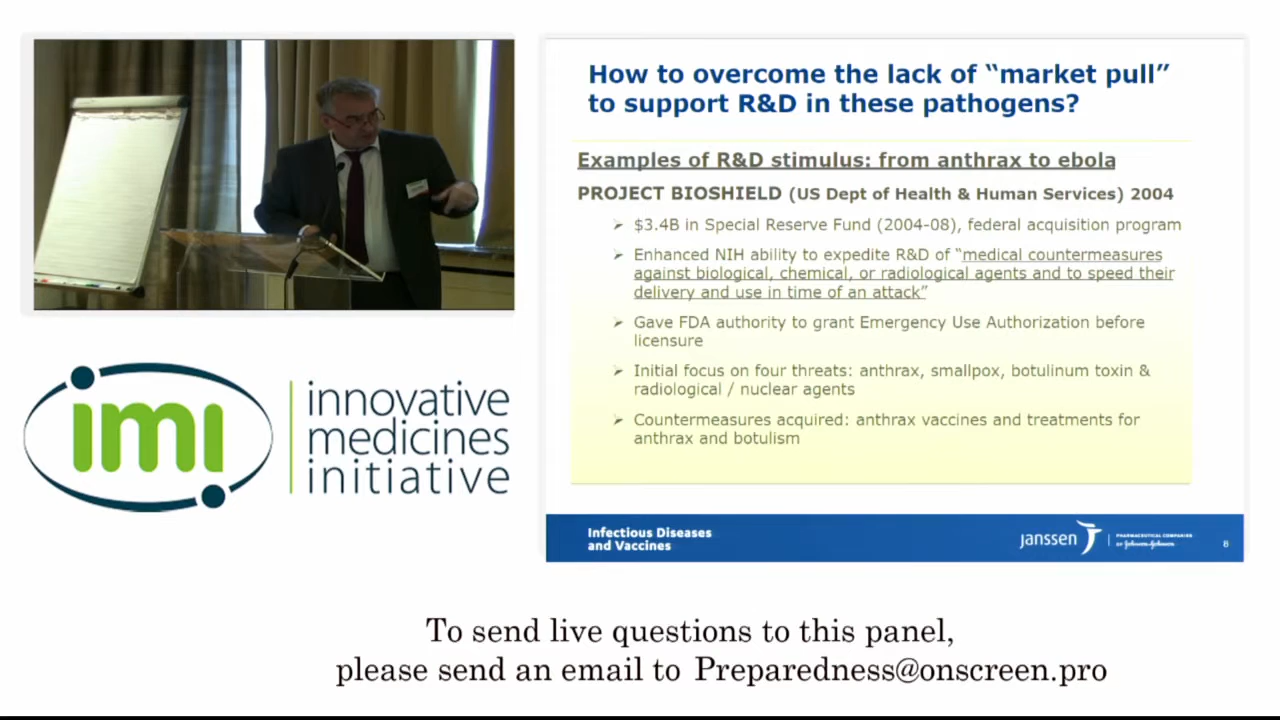 How to overcome the lack of “market pull”
to support R&D in these pathogens?
Examples of R&D stimulus: from anthrax to ebola
PROJECT BIOSHIELD (US Dept of Health & Human Services) 2004
➢ $3.4B in Special Reserve Fund (2004-08), federal acquisition program
➢ Enhanced NIH ability to expedite R&D of “medical countermeasures
against biological, chemical, or radiological agents and to speed their
delivery and use in time of an attack”
➢ Gave FDA authority to grant Emergency Use Authorization before
licensure
➢ Initial focus on four threats: anthrax, smallpox, botulinum toxin &
radiological / nuclear agents
➢ Countermeasures acquired: anthrax vaccines and treatments for
anthrax and botulism
Infectious Diseases
and Vaccines
janssen
PHARMACEUTICAL COMPANIES
OF Johnson & Johnson
8
imi
innovative
medicines
initiative
To send live questions to this panel,
please send an email to Preparedness@onscreen.pro